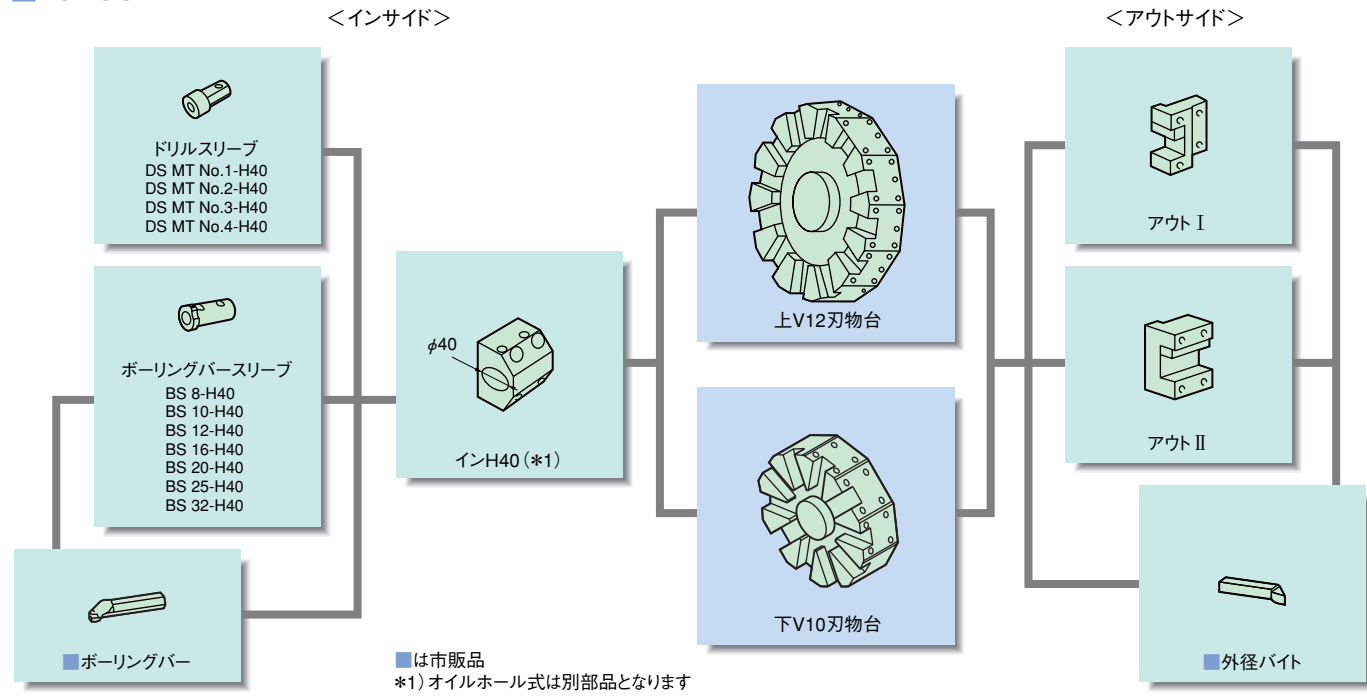 <インサイド>
<アウトサイド>
ドリルスリーブ
DS MT No.1-H40
DS MT No.2-H40
DS MT No.3-H40
DS MT No.4-H40
ボーリングバースリーブ
BS 8-H40
BS 10-H40
BS 12-H40
BS 16-H40
BS 20-H40
BS 25-H40
BS 32-H40
■ボーリングバー
φ40
インH40(*1)
上V12刃物台
下V10刃物台
アウトⅠ
アウトⅡ
■外径バイト
■は市販品
*1)オイルホール式は別部品となります